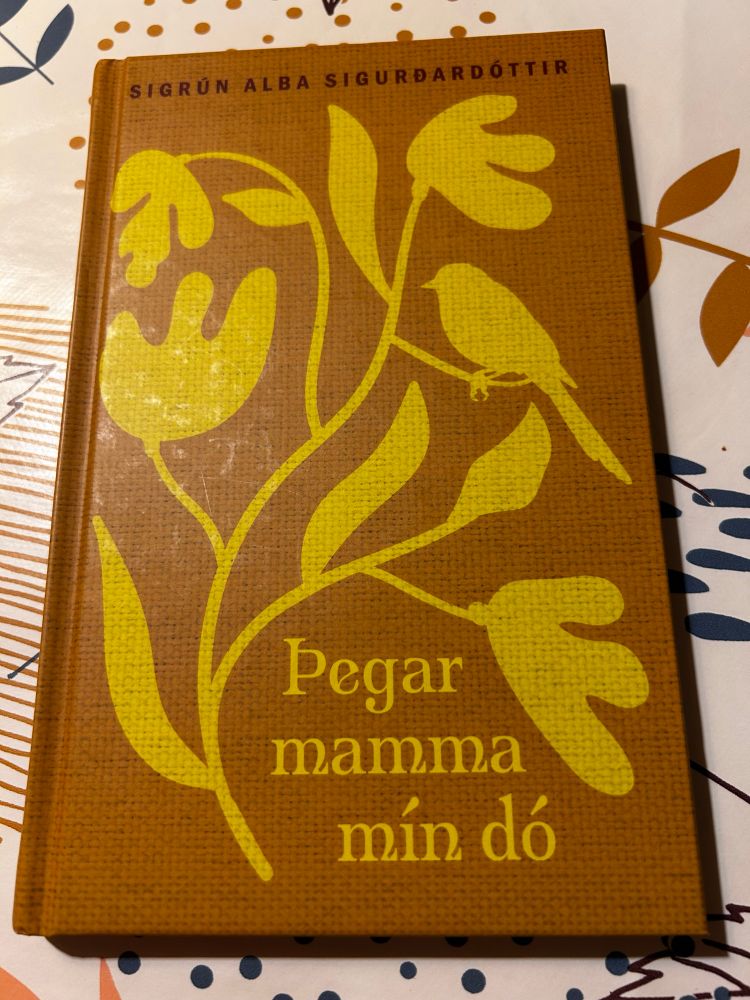 SIGRÚN ALBA SIGURÐARDÓTTIR
Þegar
mamma
mín dó